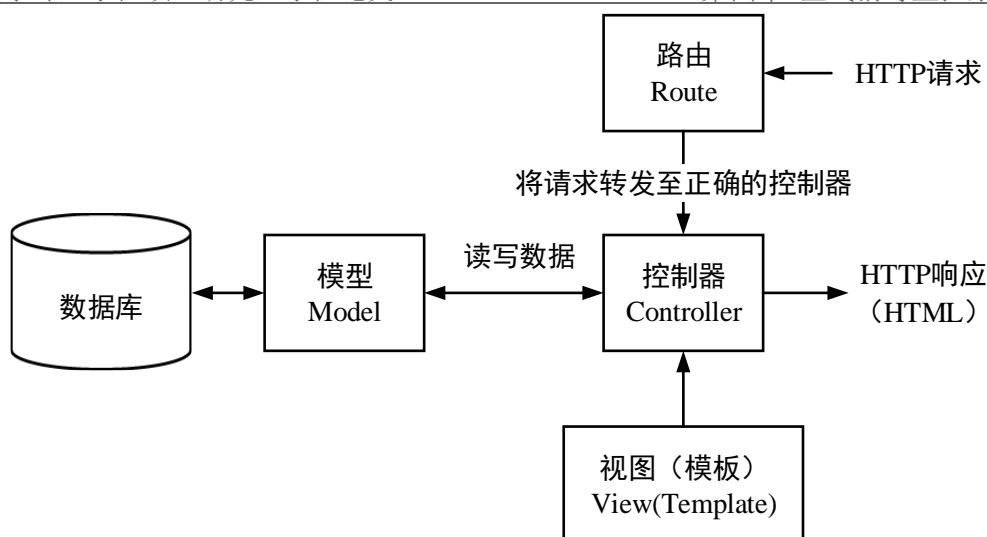 路由
Route
HTTP请求
将请求转发至正确的控制器
数据库
模型
Model
读写数据
控制器
Controller
HTTP响应
（HTML）
视图（模板）
View(Template)